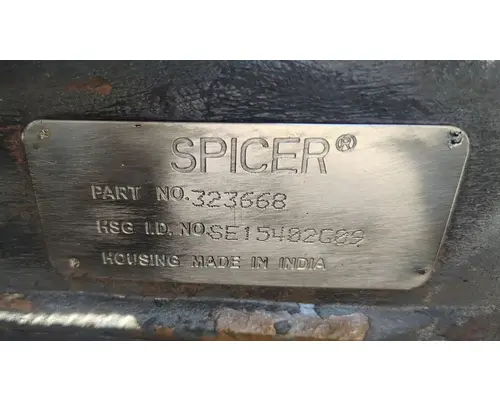 SPICER®
PART NO. 323668
HSG I.D. NO. SE15402G09
HOUSING MADE IN INDIA